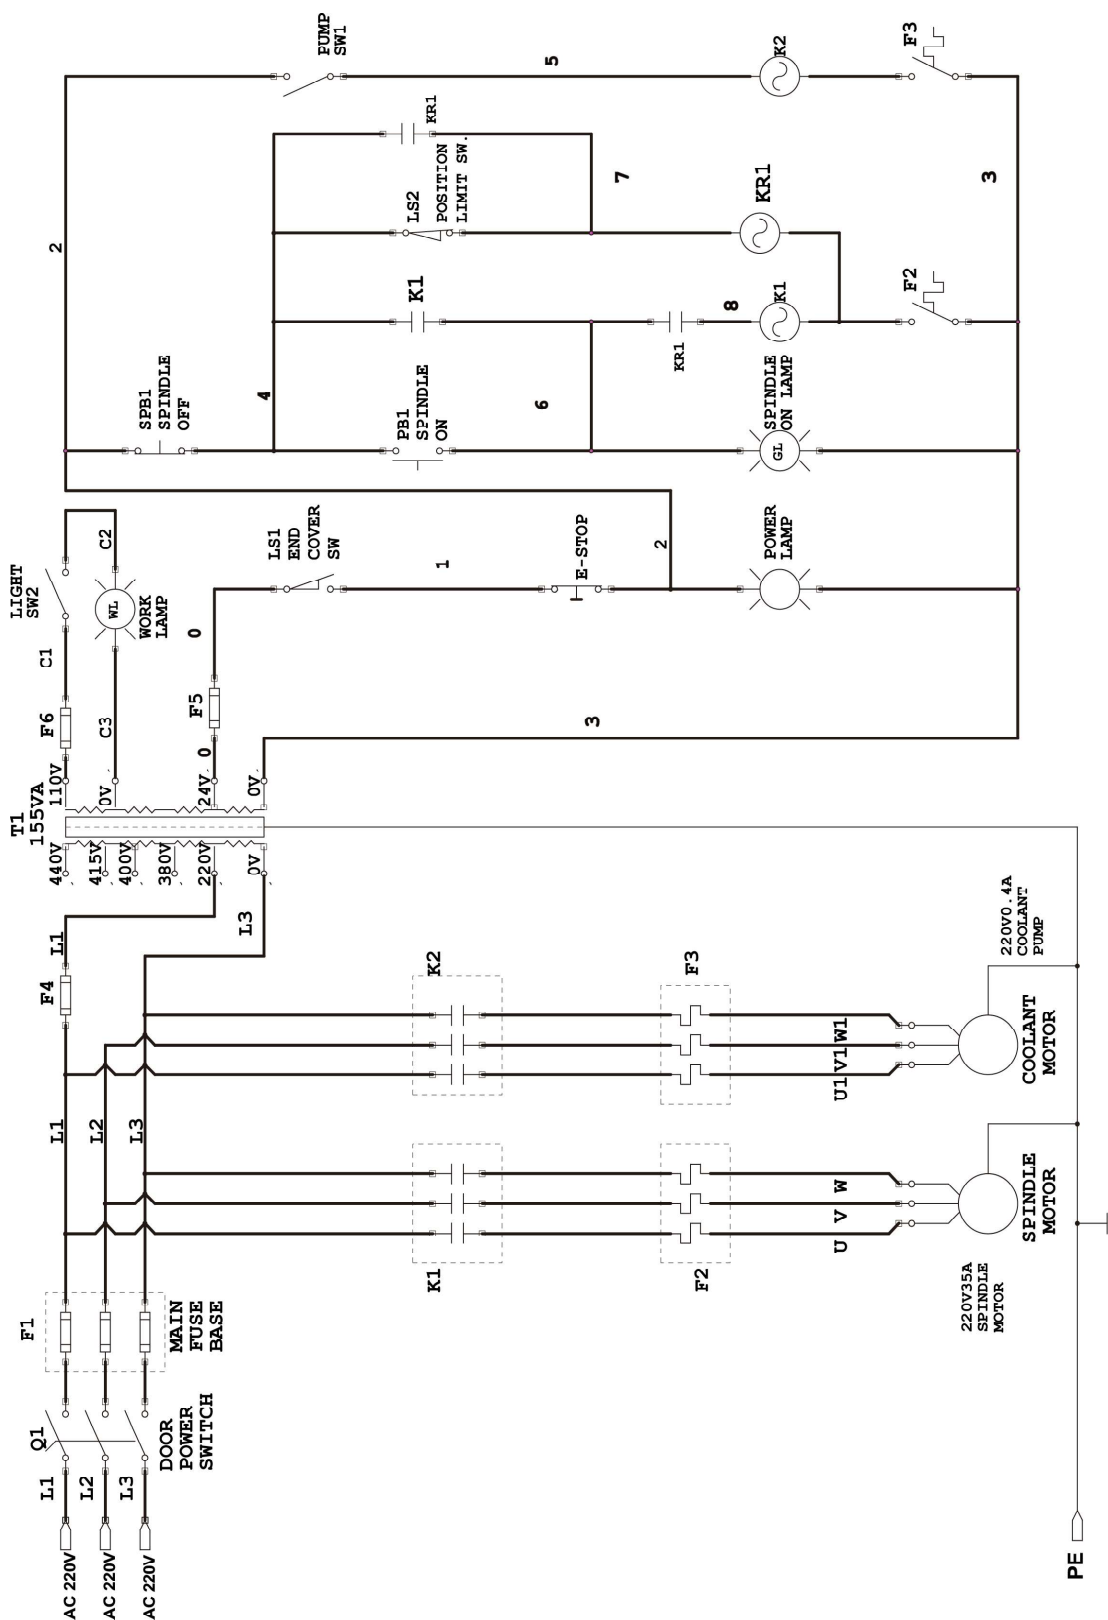 AC 220V
AC 220V
AC 220V
L1
L2
L3
Q1
DOOR
POWER
SWITCH
F1
MAIN
FUSE
BASE
L1
L2
L3
K1
F2
U
V
W
220V35A
SPINDLE
MOTOR
SPINDLE
MOTOR
PE
K2
F3
U1
V1
W1
COOLANT
MOTOR
220V0.4A
COOLANT
PUMP
F4
L1
L3
T1
155VA
440V
415V
400V
380V
220V
0V
110V
0V
24V
0V
F6
C1
LIGHT
SW2
C2
WL
WORK
LAMP
C3
0
F5
0
3
LS1
END
COVER
SW
1
E-STOP
2
POWER
LAMP
2
SPB1
SPINDLE
OFF
4
PB1
SPINDLE
ON
6
GL
SPINDLE
ON LAMP
K1
KR1
8
K1
F2
LS2
POSITION
LIMIT SW.
KR1
7
KR1
3
PUMP
SW1
5
K2
F3